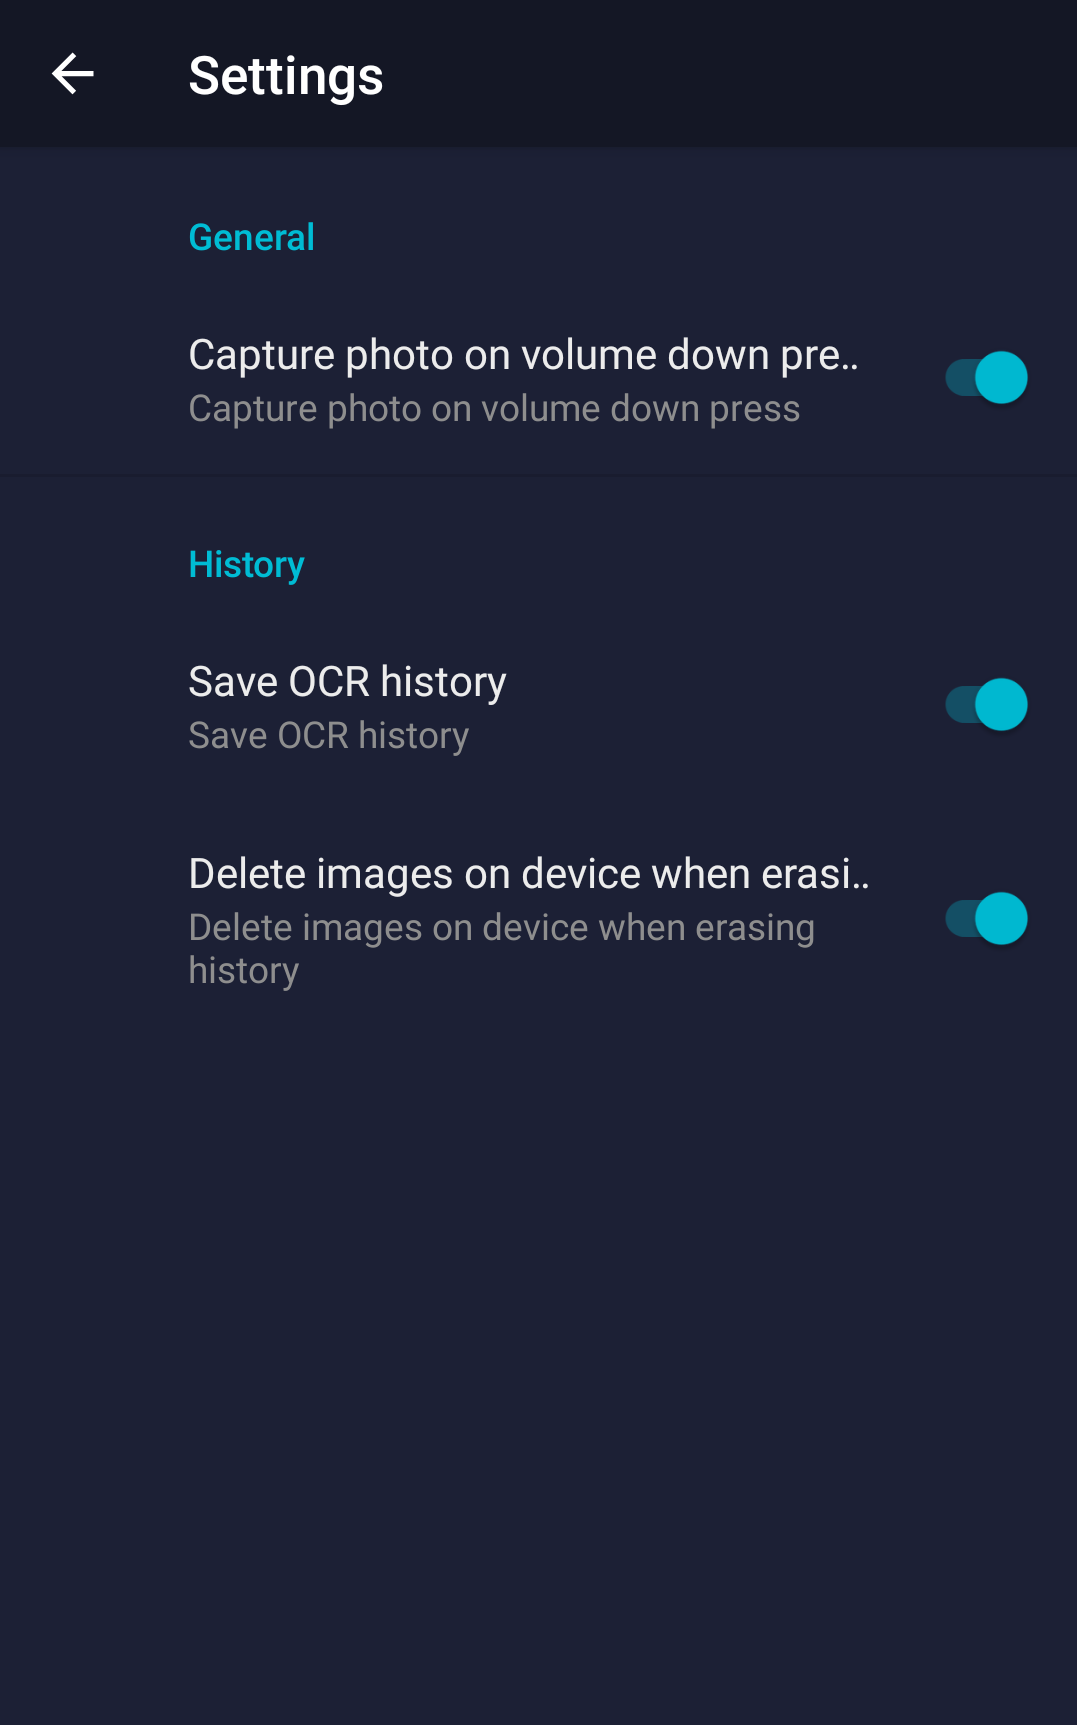 Settings
General
Capture photo on volume down pre..
Capture photo on volume down press
History
Save OCR history
Save OCR history
Delete images on device when erasi..
Delete images on device when erasing
history